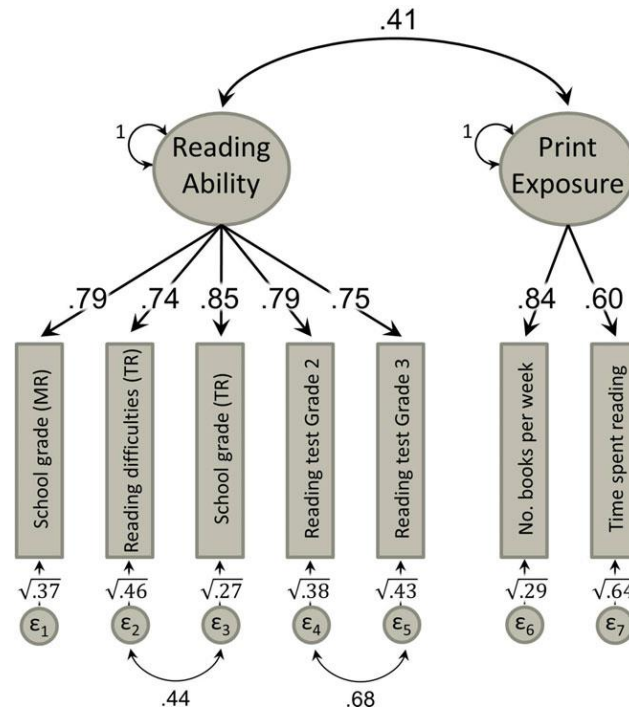 .41
1
Reading
Ability
1
Print
Exposure
.79
.74
.85
.79
.75
.84
.60
School grade (MR)
Reading difficulties (TR)
School grade (TR)
Reading test Grade 2
Reading test Grade 3
No. books per week
Time spent reading
√.37
√.46
√.27
√.38
√.43
√.29
√.64
ε1
ε2
ε3
ε4
ε5
ε6
ε7
.44
.68